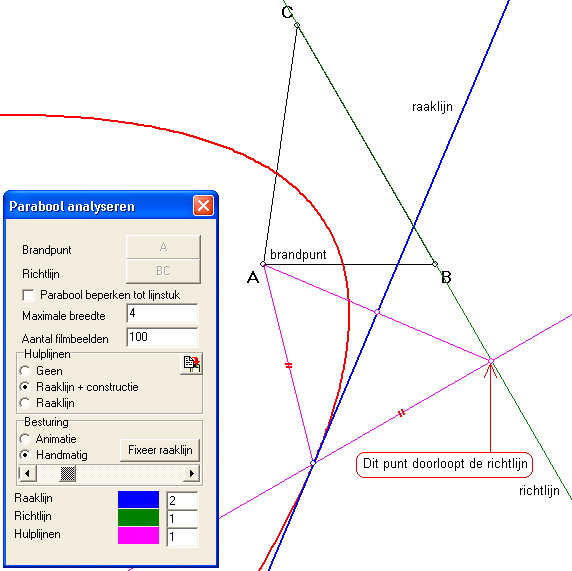 C
raaklijn
Parabool analyseren
Brandpunt
A
Richtlijn
BC
Parabool beperken tot lijnstuk
Maximale breedte
4
Aantal filmbeelden
100
Hulplijnen
Geen
Raaklijn + constructie
Raaklijn
Besturing
Animatie
Handmatig
Fixeer raaklijn
Raaklijn
2
Richtlijn
1
Hulplijnen
1
brandpunt
A
B
Dit punt doorloopt de richtlijn
richtlijn